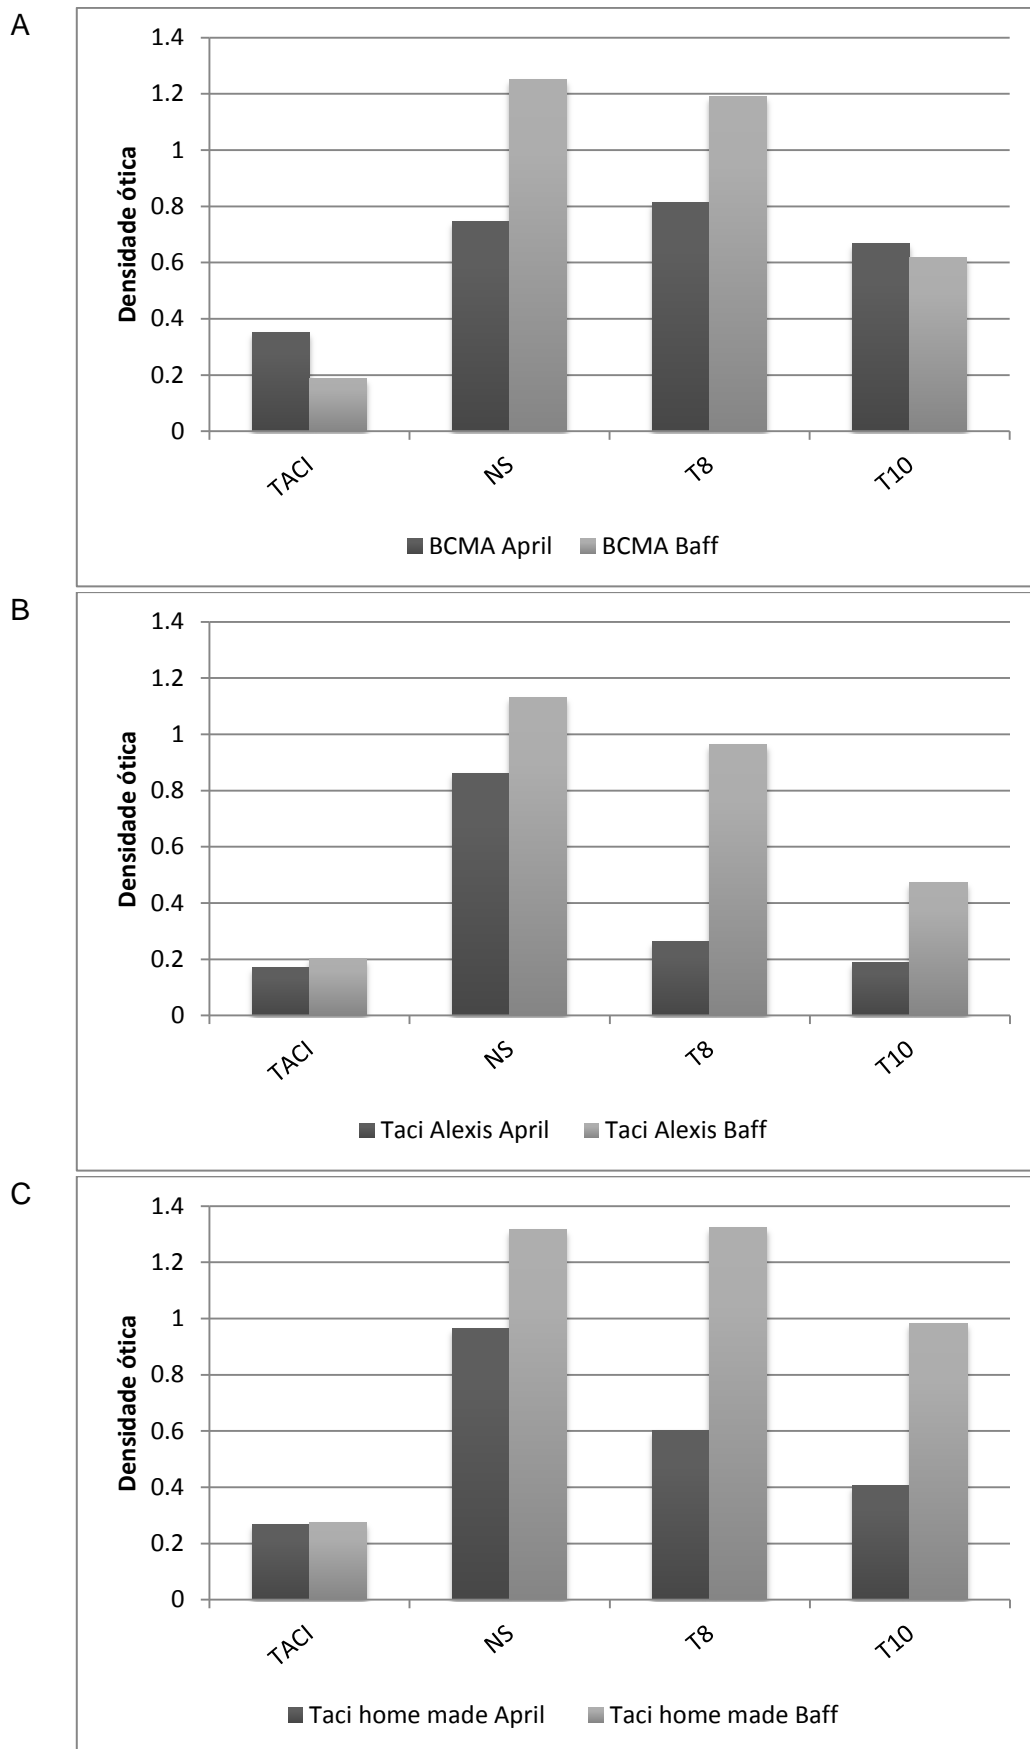 A
Densidade ótica
1.4
1.2
1
0.8
0.6
0.4
0.2
0
TACI NS T8 T10
BCMA April BCMA Baff
B
Densidade ótica
1.4
1.2
1
0.8
0.6
0.4
0.2
0
TACI NS T8 T10
Taci Alexis April Taci Alexis Baff
C
Densidade ótica
1.4
1.2
1
0.8
0.6
0.4
0.2
0
TACI NS T8 T10
Taci home made April Taci home made Baff